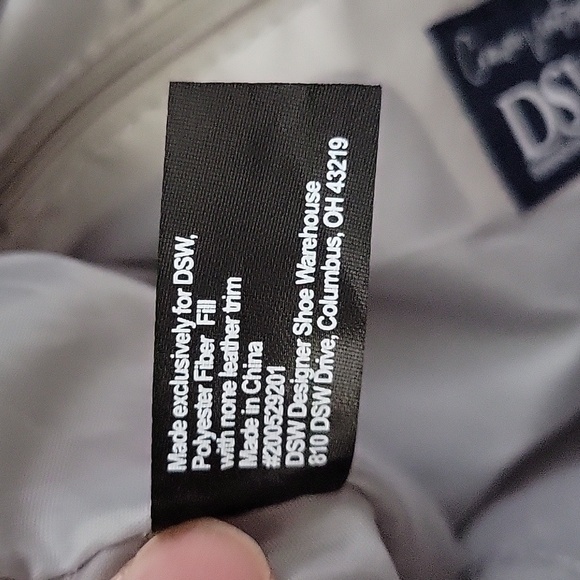 Made exclusively for DSW,
Polyester Fiber Fill
with none leather trim
Made in China
#200529201
DSW Designer Shoe Warehouse
810 DSW Drive, Columbus, OH 43219
DSW